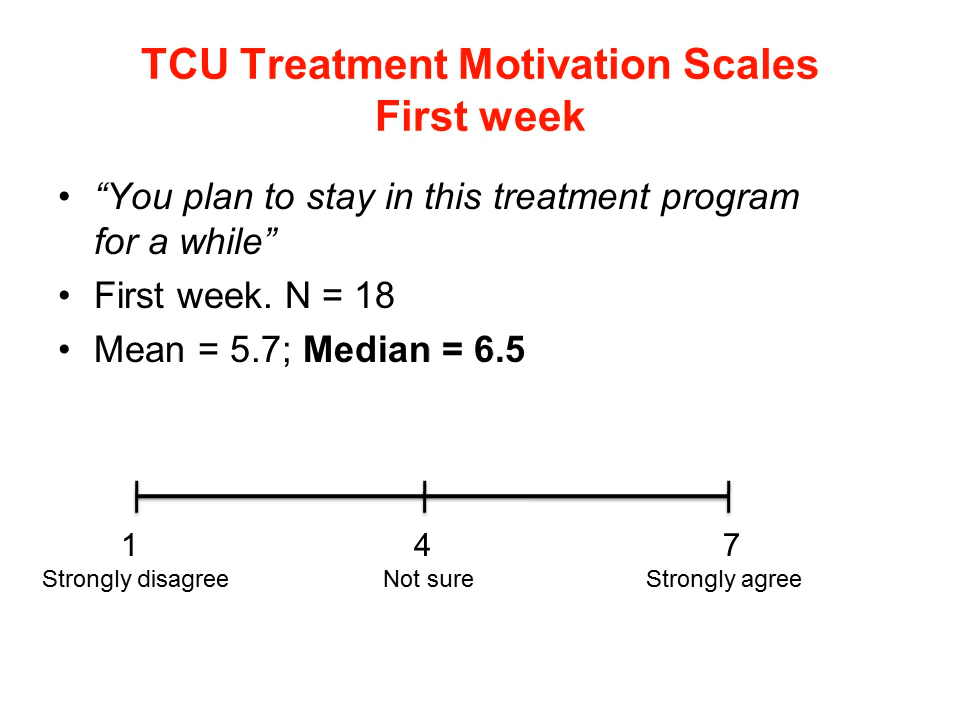 TCU Treatment Motivation Scales
First week
• “You plan to stay in this treatment program
for a while”
• First week. N = 18
• Mean = 5.7; Median = 6.5
1 4 7
Strongly disagree Not sure Strongly agree